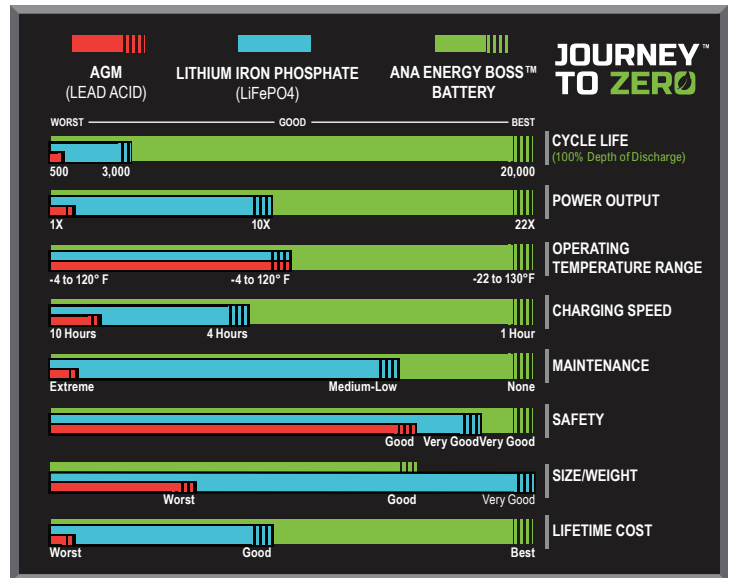 JOURNEY™
TO ZERO
AGM
(LEAD ACID)
LITHIUM IRON PHOSPHATE
(LiFePO4)
ANA ENERGY BOSS™
BATTERY
WORST GOOD BEST
CYCLE LIFE
(100% Depth of Discharge)
500 3,000 20,000
POWER OUTPUT
1X 10X 22X
OPERATING
TEMPERATURE RANGE
-4 to 120° F -4 to 120° F -22 to 130°F
CHARGING SPEED
10 Hours 4 Hours 1 Hour
MAINTENANCE
Extreme Medium-Low None
SAFETY
Good Very Good Very Good
SIZE/WEIGHT
Worst Good Very Good
LIFETIME COST
Worst Good Best